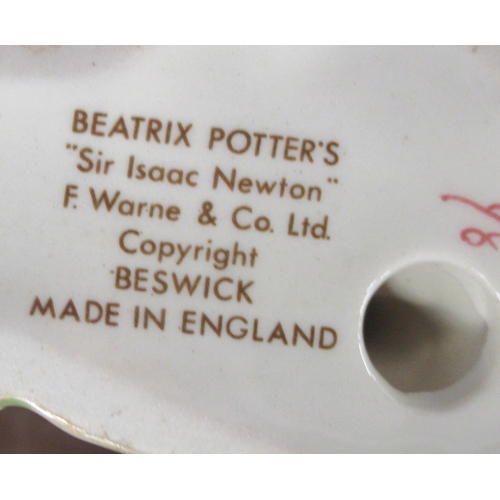 BEATRIX POTTER'S
"Sir Isaac Newton"
F. Warne & Co. Ltd.
Copyright
BESWICK
MADE IN ENGLAND